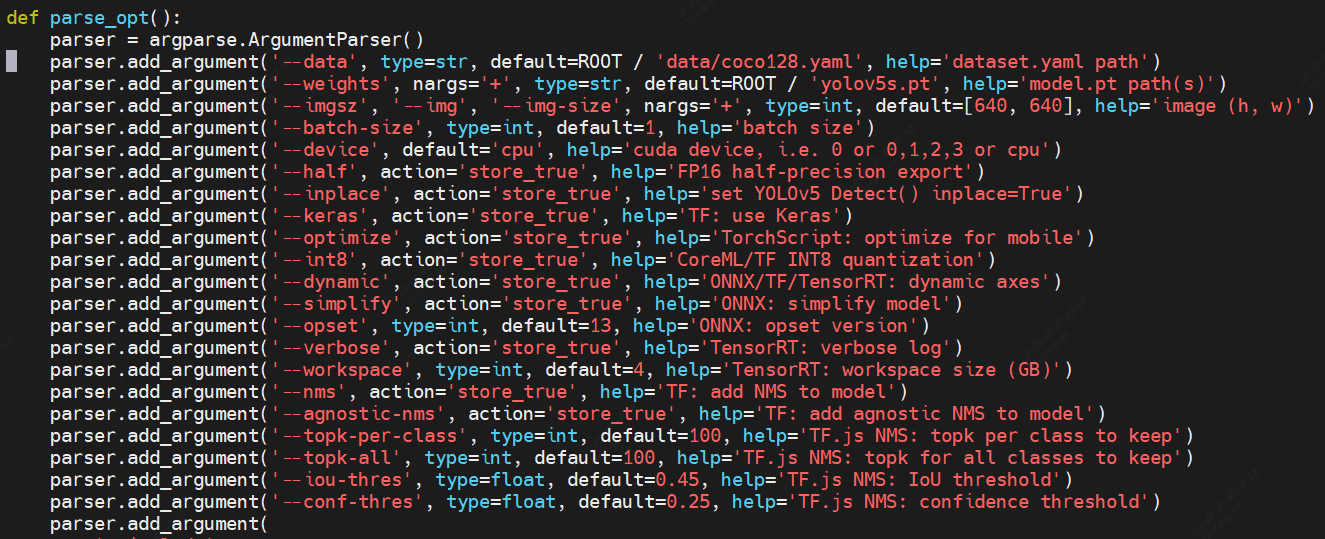 def parse_opt():
    parser = argparse.ArgumentParser()
    parser.add_argument('--data', type=str, default=ROOT / 'data/coco128.yaml', help='dataset.yaml path')
    parser.add_argument('--weights', nargs='+', type=str, default=ROOT / 'yolov5s.pt', help='model.pt path(s)')
    parser.add_argument('--imgsz', '--img', '--img-size', nargs='+', type=int, default=[640, 640], help='image (h, w)')
    parser.add_argument('--batch-size', type=int, default=1, help='batch size')
    parser.add_argument('--device', default='cpu', help='cuda device, i.e. 0 or 0,1,2,3 or cpu')
    parser.add_argument('--half', action='store_true', help='FP16 half-precision export')
    parser.add_argument('--inplace', action='store_true', help='set YOLOv5 Detect() inplace=True')
    parser.add_argument('--keras', action='store_true', help='TF: use Keras')
    parser.add_argument('--optimize', action='store_true', help='TorchScript: optimize for mobile')
    parser.add_argument('--int8', action='store_true', help='CoreML/TF INT8 quantization')
    parser.add_argument('--dynamic', action='store_true', help='ONNX/TF/TensorRT: dynamic axes')
    parser.add_argument('--simplify', action='store_true', help='ONNX: simplify model')
    parser.add_argument('--opset', type=int, default=13, help='ONNX: opset version')
    parser.add_argument('--verbose', action='store_true', help='TensorRT: verbose log')
    parser.add_argument('--workspace', type=int, default=4, help='TensorRT: workspace size (GB)')
    parser.add_argument('--nms', action='store_true', help='TF: add NMS to model')
    parser.add_argument('--agnostic-nms', action='store_true', help='TF: add agnostic NMS to model')
    parser.add_argument('--topk-per-class', type=int, default=100, help='TF.js NMS: topk per class to keep')
    parser.add_argument('--topk-all', type=int, default=100, help='TF.js NMS: topk for all classes to keep')
    parser.add_argument('--iou-thres', type=float, default=0.45, help='TF.js NMS: IoU threshold')
    parser.add_argument('--conf-thres', type=float, default=0.25, help='TF.js NMS: confidence threshold')
    parser.add_argument(